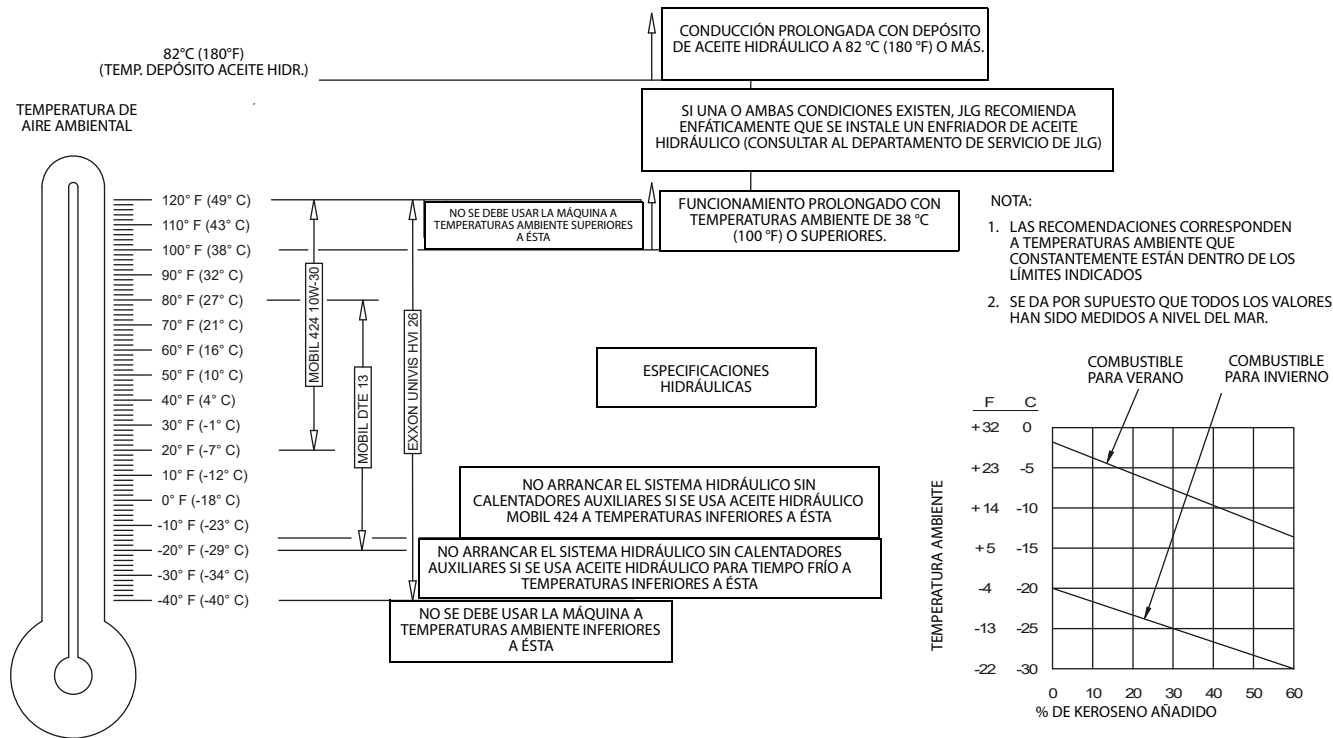 82°C (180°F)
(TEMP. DEPÓSITO ACEITE HIDR.)
CONDUCCIÓN PROLONGADA CON DEPÓSITO
DE ACEITE HIDRÁULICO A 82 °C (180 °F) O MÁS.
TEMPERATURA DE
AIRE AMBIENTAL
SI UNA O AMBAS CONDICIONES EXISTEN, JLG RECOMIENDA
ENFÁTICAMENTE QUE SE INSTALE UN ENFRIADOR DE ACEITE
HIDRÁULICO (CONSULTAR AL DEPARTAMENTO DE SERVICIO DE JLG)
120° F (49° C)
110° F (43° C)
100° F (38° C)
90° F (32° C)
80° F (27° C)
70° F (21° C)
60° F (16° C)
50° F (10° C)
40° F (4° C)
30° F (-1° C)
20° F (-7° C)
10° F (-12° C)
0° F (-18° C)
-10° F (-23° C)
-20° F (-29° C)
-30° F (-34° C)
-40° F (-40° C)
MOBIL 424 10W-30
MOBIL DTE 13
EXXON UNIVIS HVI 26
NO SE DEBE USAR LA MÁQUINA A
TEMPERATURAS AMBIENTE SUPERIORES
A ÉSTA
FUNCIONAMIENTO PROLONGADO CON
TEMPERATURAS AMBIENTE DE 38 °C
(100 °F) O SUPERIORES.
ESPECIFICACIONES
HIDRÁULICAS
NO ARRANCAR EL SISTEMA HIDRÁULICO SIN
CALENTADORES AUXILIARES SI SE USA ACEITE HIDRÁULICO
MOBIL 424 A TEMPERATURAS INFERIORES A ÉSTA
NO ARRANCAR EL SISTEMA HIDRÁULICO SIN CALENTADORES
AUXILIARES SI SE USA ACEITE HIDRÁULICO PARA TIEMPO FRÍO A
TEMPERATURAS INFERIORES A ÉSTA
NO SE DEBE USAR LA MÁQUINA A
TEMPERATURAS AMBIENTE INFERIORES
A ÉSTA
NOTA:
1. LAS RECOMENDACIONES CORRESPONDEN
A TEMPERATURAS AMBIENTE QUE
CONSTANTEMENTE ESTÁN DENTRO DE LOS
LÍMITES INDICADOS
2. SE DA POR SUPUESTO QUE TODOS LOS VALORES
HAN SIDO MEDIDOS A NIVEL DEL MAR.
COMBUSTIBLE
PARA VERANO
COMBUSTIBLE
PARA INVIERNO
F C
+32 0
+23 -5
+14 -10
+5 -15
-4 -20
-13 -25
-22 -30
TEMPERATURA AMBIENTE
0 10 20 30 40 50 60
% DE KEROSENO AÑADIDO